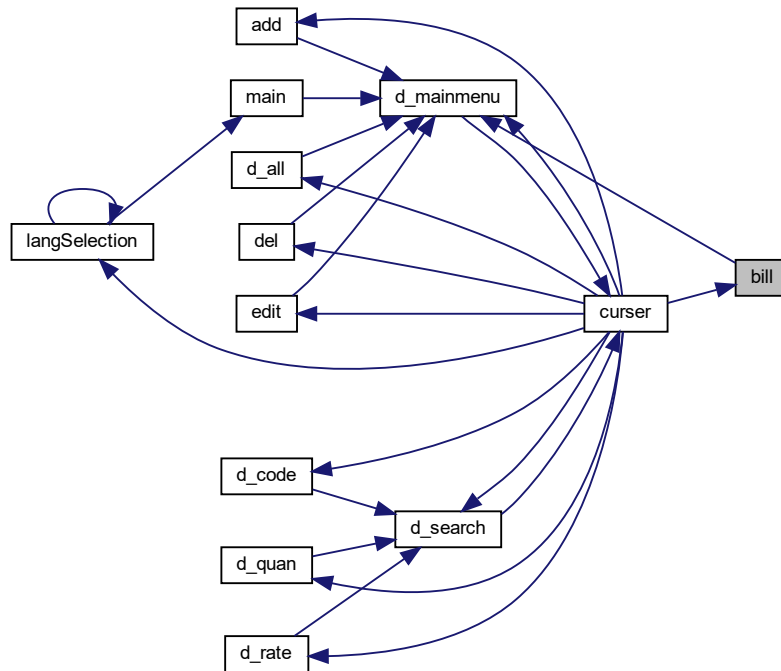 add
main
d_mainmenu
d_all
langSelection
del
bill
edit
curser
d_code
d_search
d_quan
d_rate